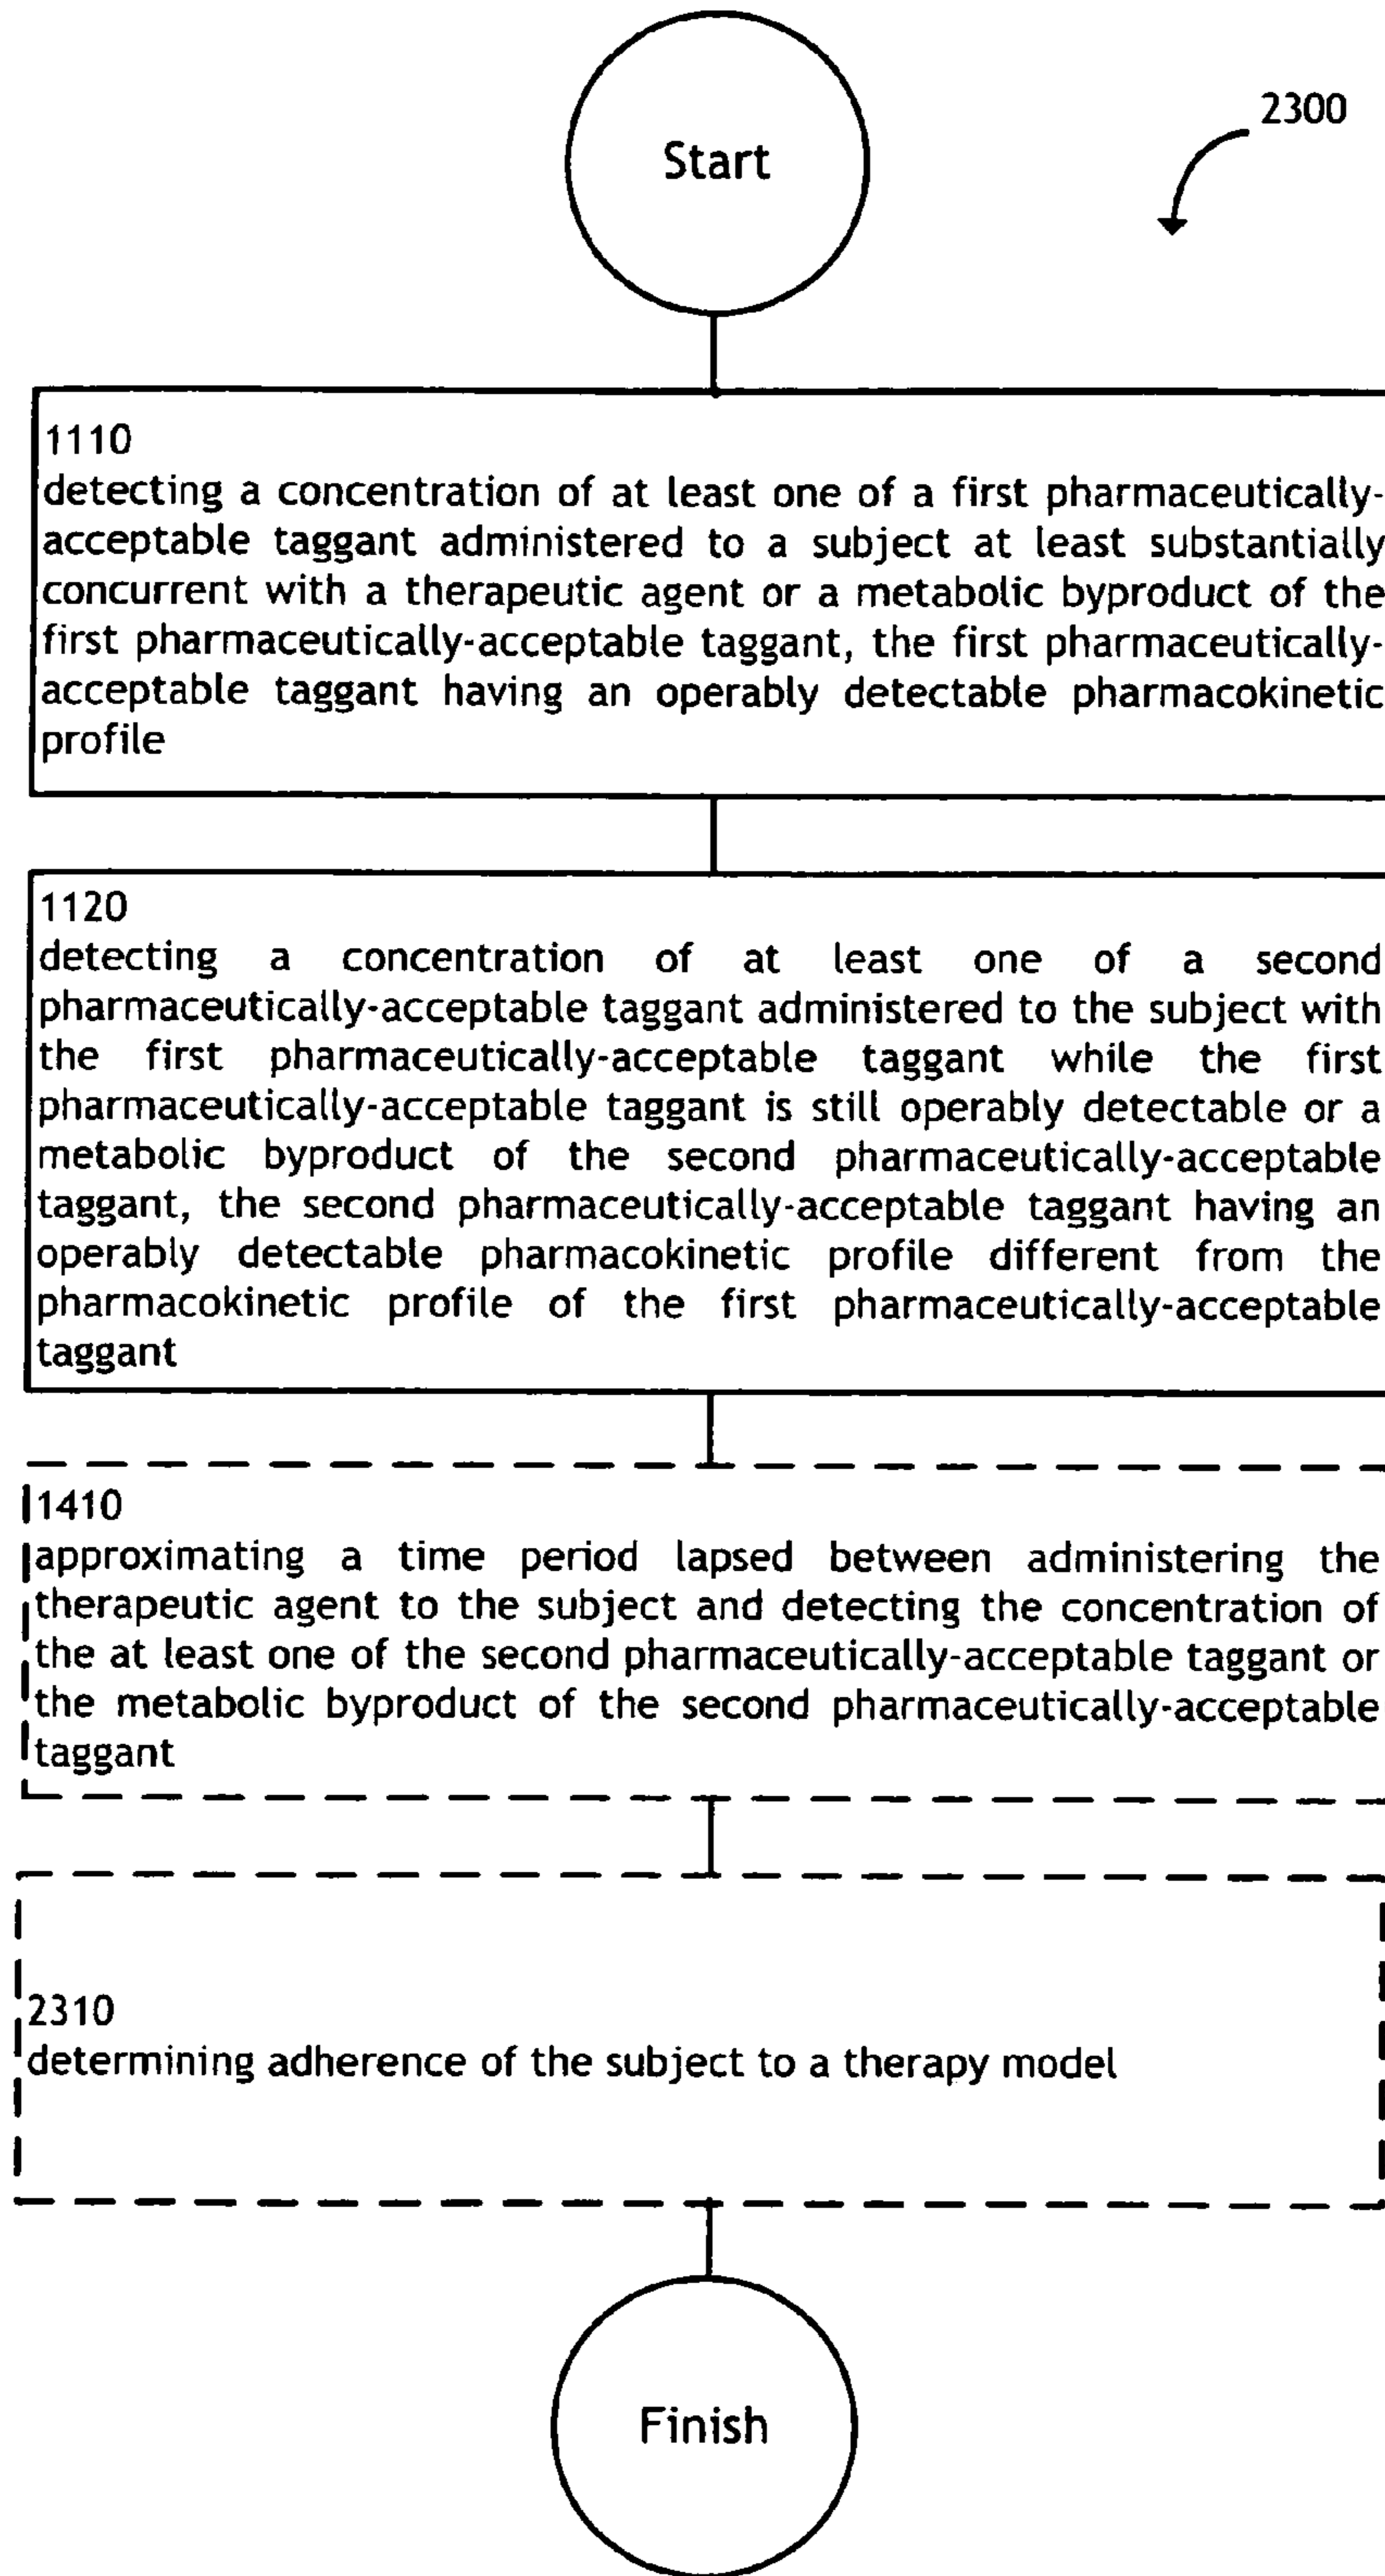 Start
2300
1110
detecting a concentration of at least one of a first pharmaceutically-
acceptable taggant administered to a subject at least substantially
concurrent with a therapeutic agent or a metabolic byproduct of the
first pharmaceutically-acceptable taggant, the first pharmaceutically-
acceptable taggant having an operably detectable pharmacokinetic
profile
1120
detecting a concentration of at least one of a second
pharmaceutically-acceptable taggant administered to the subject with
the first pharmaceutically-acceptable taggant while the first
pharmaceutically-acceptable taggant is still operably detectable or a
metabolic byproduct of the second pharmaceutically-acceptable
taggant, the second pharmaceutically-acceptable taggant having an
operably detectable pharmacokinetic profile different from the
pharmacokinetic profile of the first pharmaceutically-acceptable
taggant
1410
approximating a time period lapsed between administering the
therapeutic agent to the subject and detecting the concentration of
the at least one of the second pharmaceutically-acceptable taggant or
the metabolic byproduct of the second pharmaceutically-acceptable
taggant
2310
determining adherence of the subject to a therapy model
Finish